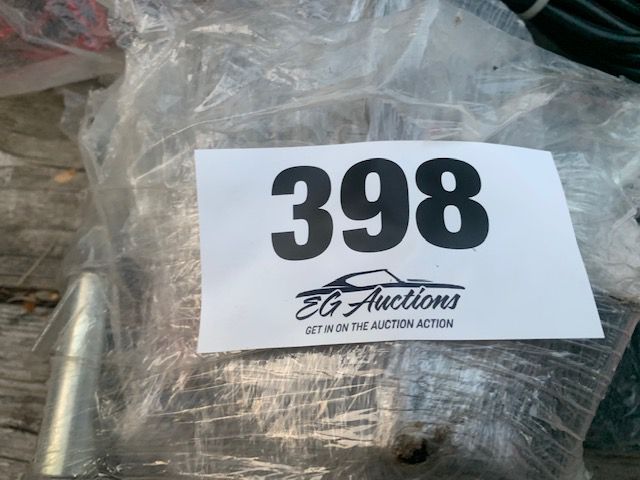 398
EG Auctions
GET IN ON THE AUCTION ACTION